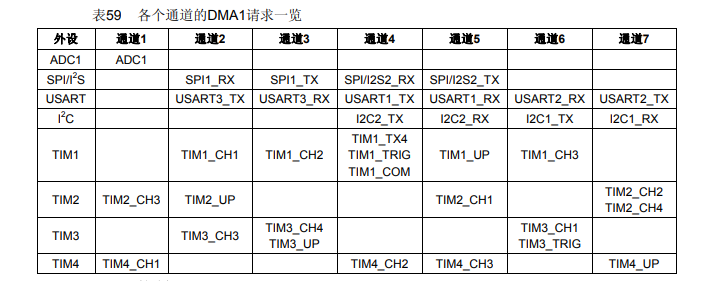 表59 各个通道的DMA1请求一览
外设 通道1 通道2 通道3 通道4 通道5 通道6 通道7
ADC1 ADC1
SPI/I²S SPI1_RX SPI1_TX SPI/I2S2_RX SPI/I2S2_TX
USART USART3_TX USART3_RX USART1_TX USART1_RX USART2_RX USART2_TX
I²C I2C2_TX I2C2_RX I2C1_TX I2C1_RX
TIM1 TIM1_CH1 TIM1_CH2 TIM1_TX4 TIM1_TRIG TIM1_COM TIM1_UP TIM1_CH3
TIM2 TIM2_CH3 TIM2_UP TIM2_CH1 TIM2_CH2 TIM2_CH4
TIM3 TIM3_CH3 TIM3_CH4 TIM3_UP TIM3_CH1 TIM3_TRIG
TIM4 TIM4_CH1 TIM4_CH2 TIM4_CH3 TIM4_UP